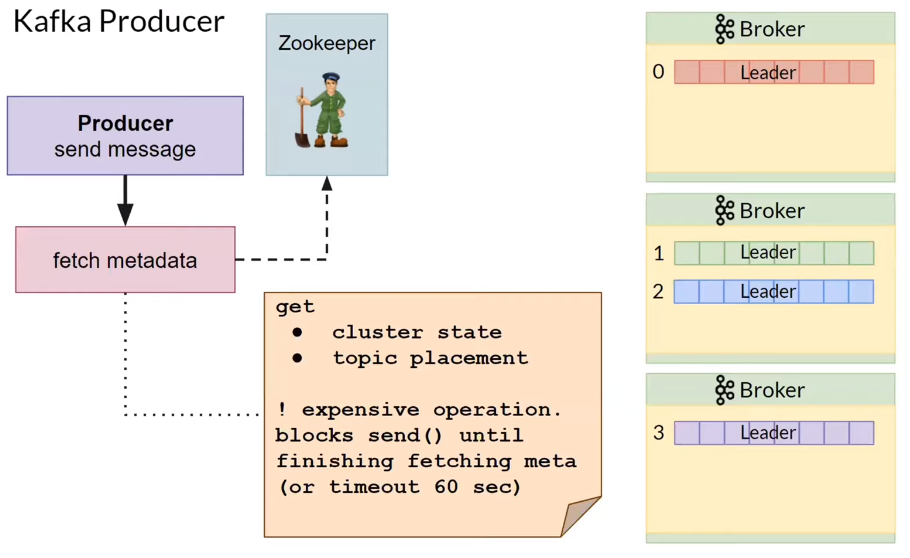 Kafka Producer
Zookeeper
Producer
send message
fetch metadata
get
● cluster state
● topic placement
! expensive operation.
blocks send() until
finishing fetching meta
(or timeout 60 sec)
Broker
0 Leader
Broker
1 Leader
2 Leader
Broker
3 Leader